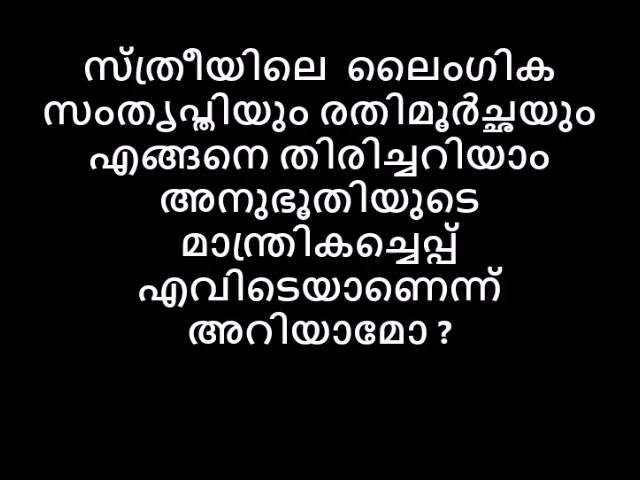 സ്ത്രീയിലെ ലൈംഗിക
സംതൃപ്തിയും രതിമൂർച്ഛയും
എങ്ങനെ തിരിച്ചറിയാം
അനുഭൂതിയുടെ
മാന്ത്രികച്ചെപ്പ്
എവിടെയാണെന്ന്
അറിയാമോ ?